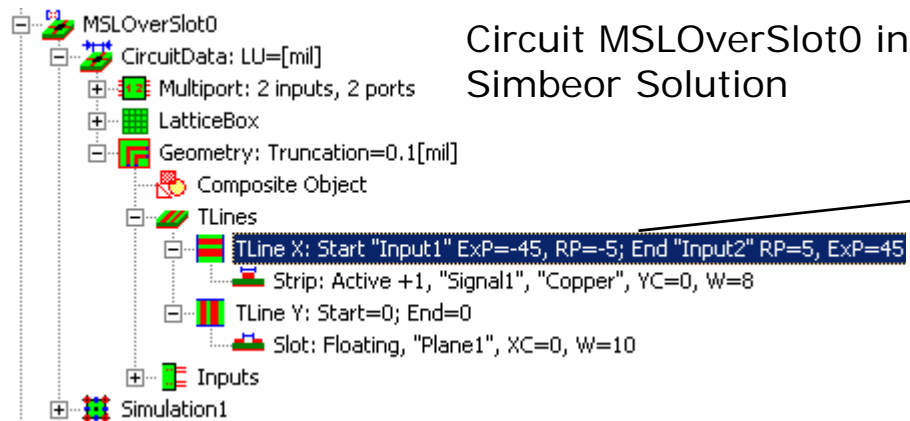 MSLOverSlot0
Circuit MSLOverSlot0 in
Simbeor Solution
CircuitData: LU=[mil]
Multiport: 2 inputs, 2 ports
LatticeBox
Geometry: Truncation=0.1[mil]
Composite Object
TLines
TLine X: Start "Input1" ExP=-45, RP=-5; End "Input2" RP=5, ExP=45
Strip: Active +1, "Signal1", "Copper", YC=0, W=8
TLine Y: Start=0; End=0
Slot: Floating, "Plane1", XC=0, W=10
Inputs
Simulation1